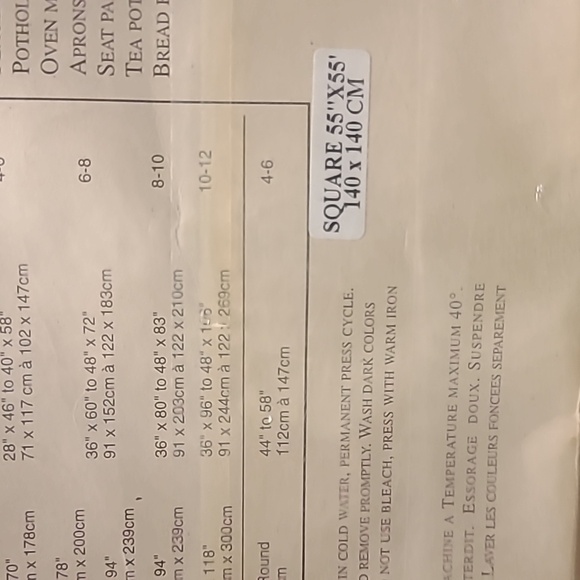 POTHOL
OVEN M
APRONS
SEAT PA
TEA POT
BREAD
70" 28" x 46" to 40" x 58"
m x 178cm 71 x 117 cm à 102 x 147cm
78" 36" x 60" to 48" x 72" 6-8
m x 200cm 91 x 152cm à 122 x 183cm
94"
m x 239cm
94" 36" x 80" to 48" x 83" 8-10
m x 239cm 91 x 203cm à 122 x 210cm
118" 36" x 96" to 48" x 10-12
m x 300cm 91 x 244cm à 122 269cm
Round 44" to 58" 4-6
m 112cm à 147cm
SQUARE 55"X55'
140 x 140 CM
IN COLD WATER, PERMANENT PRESS CYCLE.
D REMOVE PROMPTLY. WASH DARK COLORS
NOT USE BLEACH, PRESS WITH WARM IRON
ACHINE A TEMPERATURE MAXIMUM 40°.
TERDIT. ESSORAGE DOUX. SUSPENDRE
LAVER LES COULEURS FONCEES SEPAREMENT